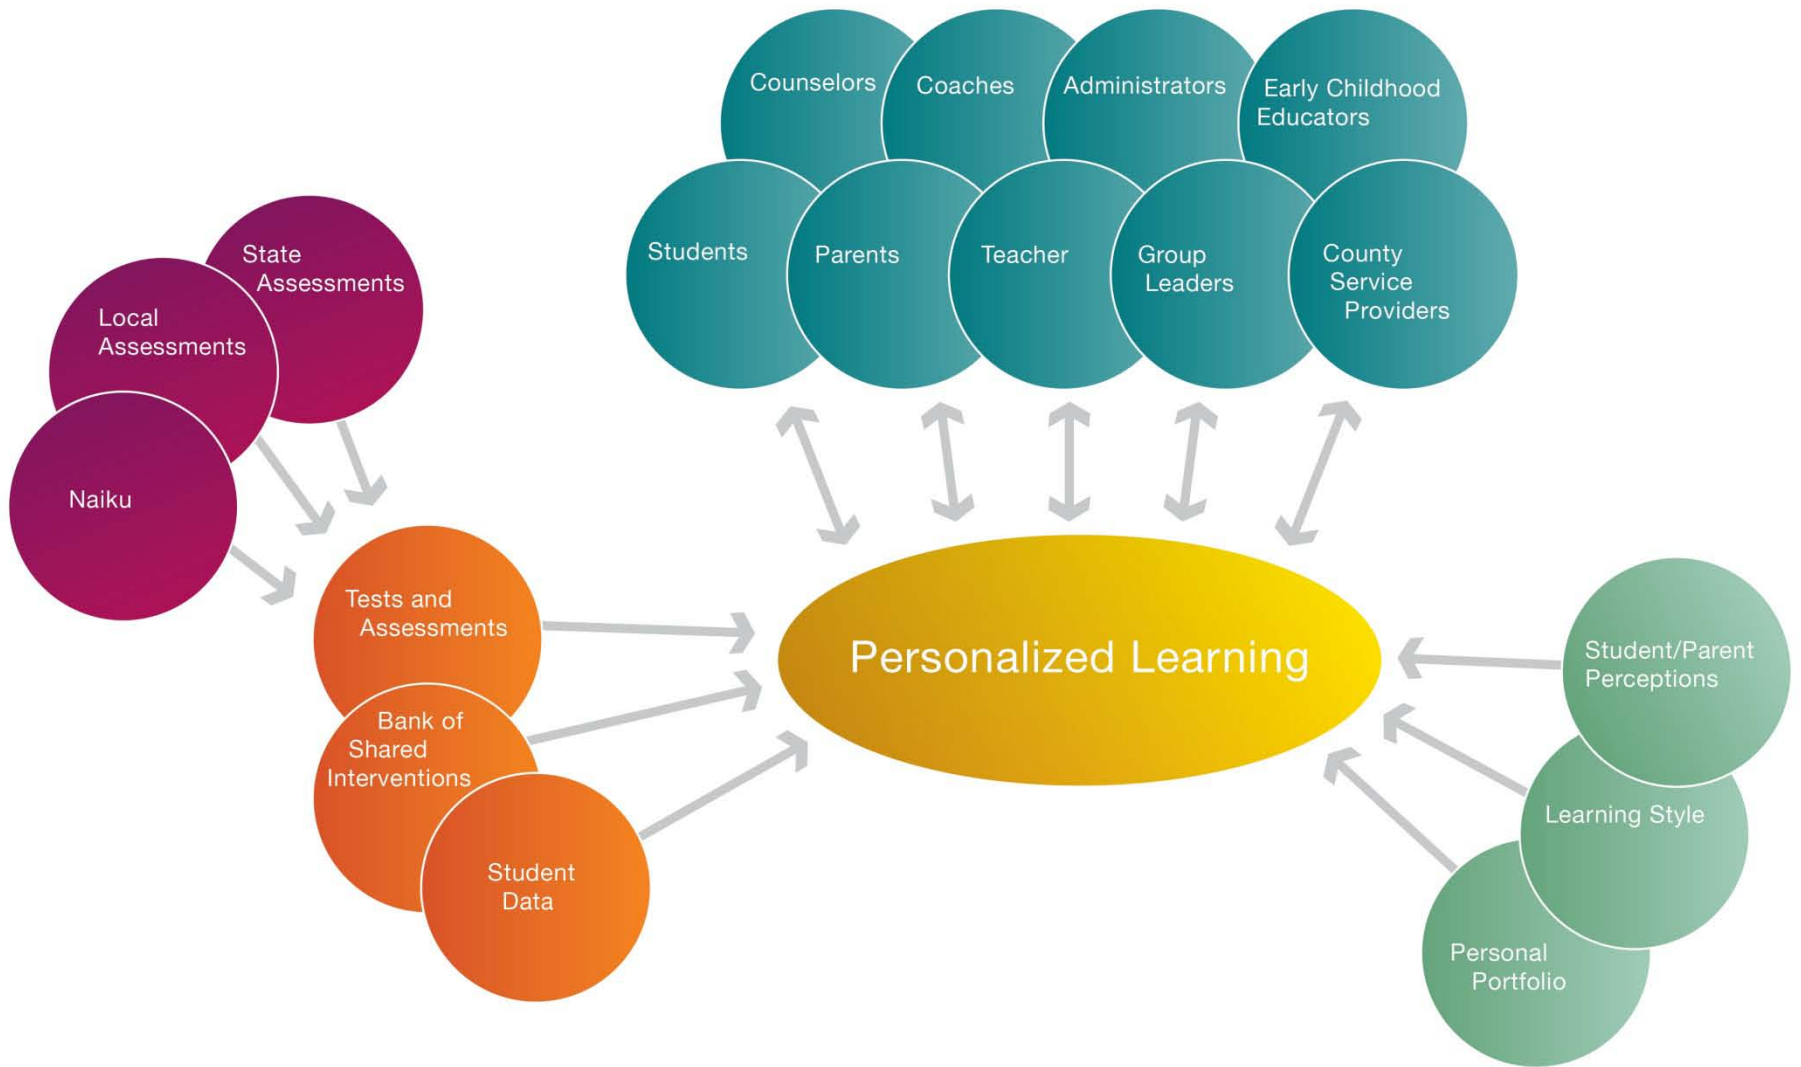 Counselors
Coaches
Administrators
Early Childhood
Educators
Students
Parents
Teacher
Group
Leaders
County
Service
Providers
State
Assessments
Local
Assessments
Naiku
Tests and
Assessments
Bank of
Shared
Interventions
Student
Data
Personalized Learning
Student/Parent
Perceptions
Learning Style
Personal
Portfolio